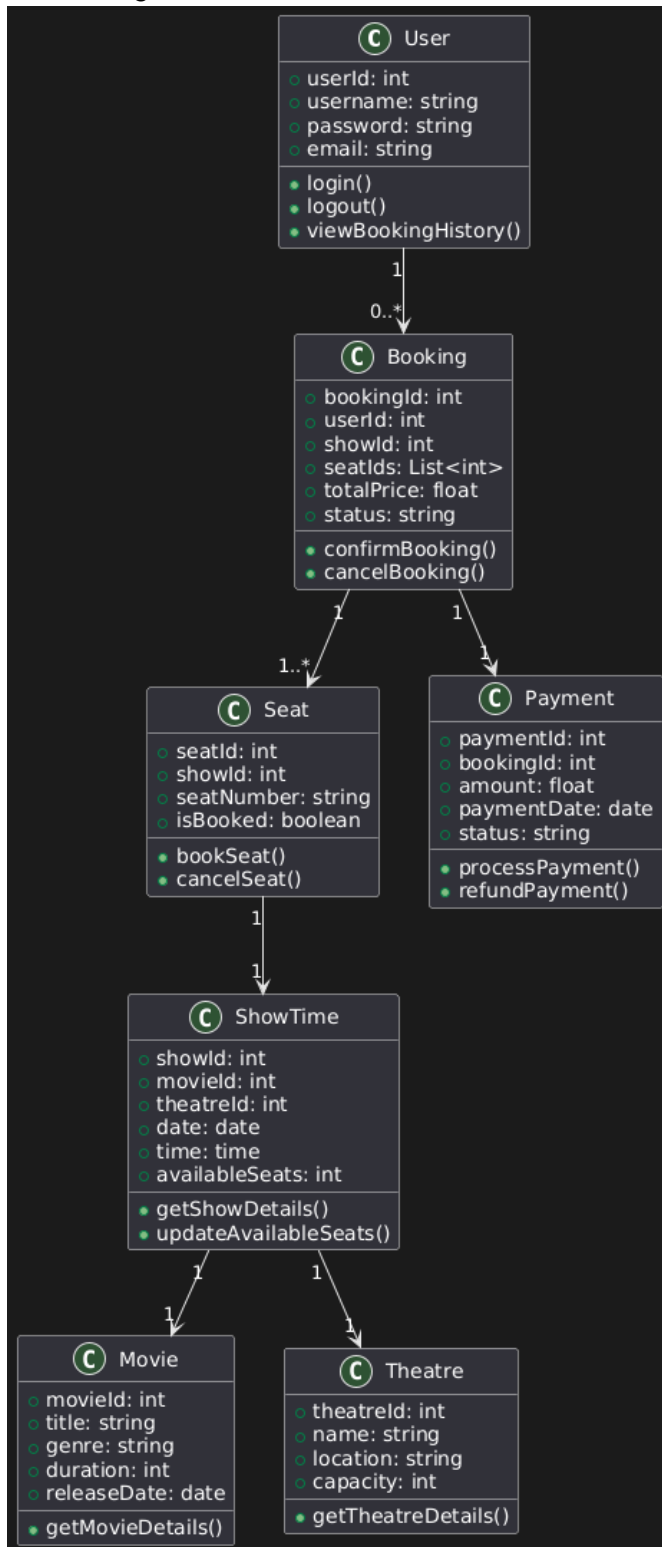 C User
userId: int
username: string
password: string
email: string
login()
logout()
viewBookingHistory()
1
0..*
C Booking
bookingId: int
userId: int
showId: int
seatIds: List<int>
totalPrice: float
status: string
confirmBooking()
cancelBooking()
1
1
1..*
1
C Seat
seatId: int
showId: int
seatNumber: string
isBooked: boolean
bookSeat()
cancelSeat()
C Payment
paymentId: int
bookingId: int
amount: float
paymentDate: date
status: string
processPayment()
refundPayment()
1
1
C ShowTime
showId: int
movieId: int
theatreId: int
date: date
time: time
availableSeats: int
getShowDetails()
updateAvailableSeats()
1
1
1
1
C Movie
movieId: int
title: string
genre: string
duration: int
releaseDate: date
getMovieDetails()
C Theatre
theatreId: int
name: string
location: string
capacity: int
getTheatreDetails()